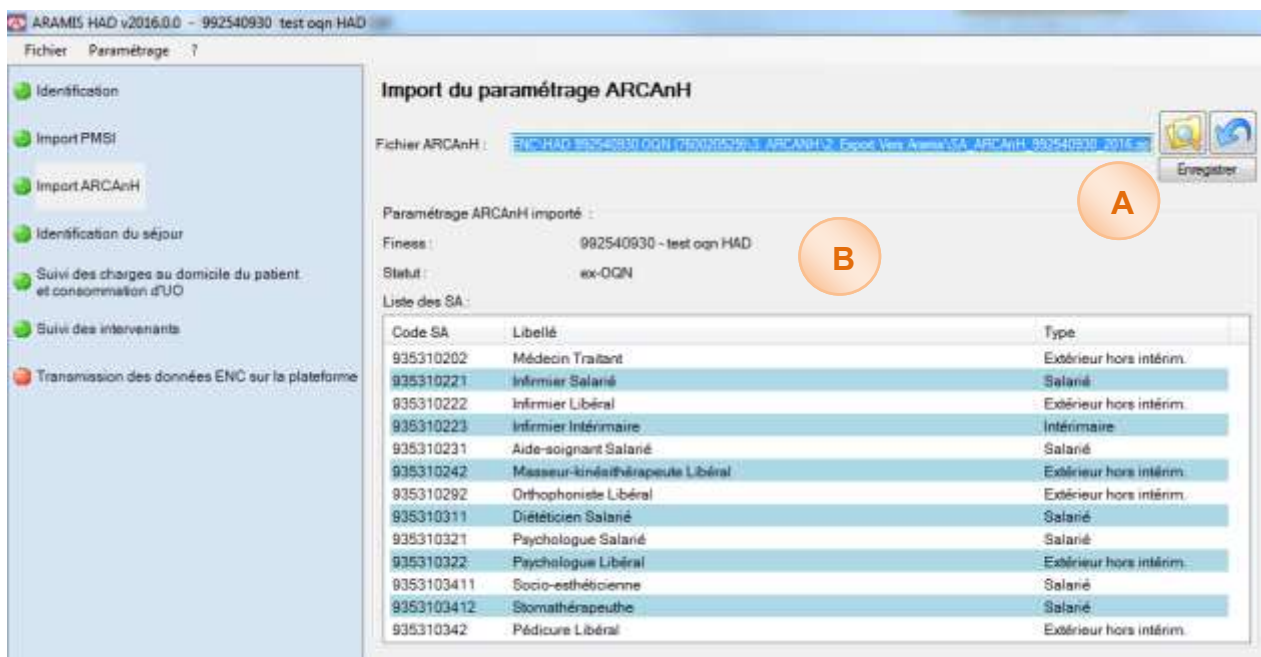 ARAMIS HAD v2016.0.0 - 992540930 test oqn HAD
Fichier Paramétrage ?
Identification
Import PMSI
Import ARCAnH
Identification du séjour
Suivi des charges au domicile du patient
et consommation d'UO
Suivi des intervenants
Transmission des données ENC sur la plateforme
Import du paramétrage ARCAnH
Fichier ARCAnH :
Enregistrer
A
Paramétrage ARCAnH importé :
Finess : 992540930 - test oqn HAD
B
Statut : ex-OQN
Liste des SA :
Code SA Libellé Type
935310202 Médecin Traitant Extérieur hors intérim.
935310221 Infirmier Salarié Salarié
935310222 Infirmier Libéral Extérieur hors intérim.
935310223 Infirmier Intérimaire Intérimaire
935310231 Aide-soignant Salarié Salarié
935310242 Masseur-kinésithérapeute Libéral Extérieur hors intérim.
935310292 Orthophoniste Libéral Extérieur hors intérim.
935310311 Diététicien Salarié Salarié
935310321 Psychologue Salarié Salarié
935310322 Psychologue Libéral Extérieur hors intérim.
9353103411 Socio-esthéticienne Salarié
9353103412 Stomathérapeuthe Salarié
935310342 Pédicure Libéral Extérieur hors intérim.